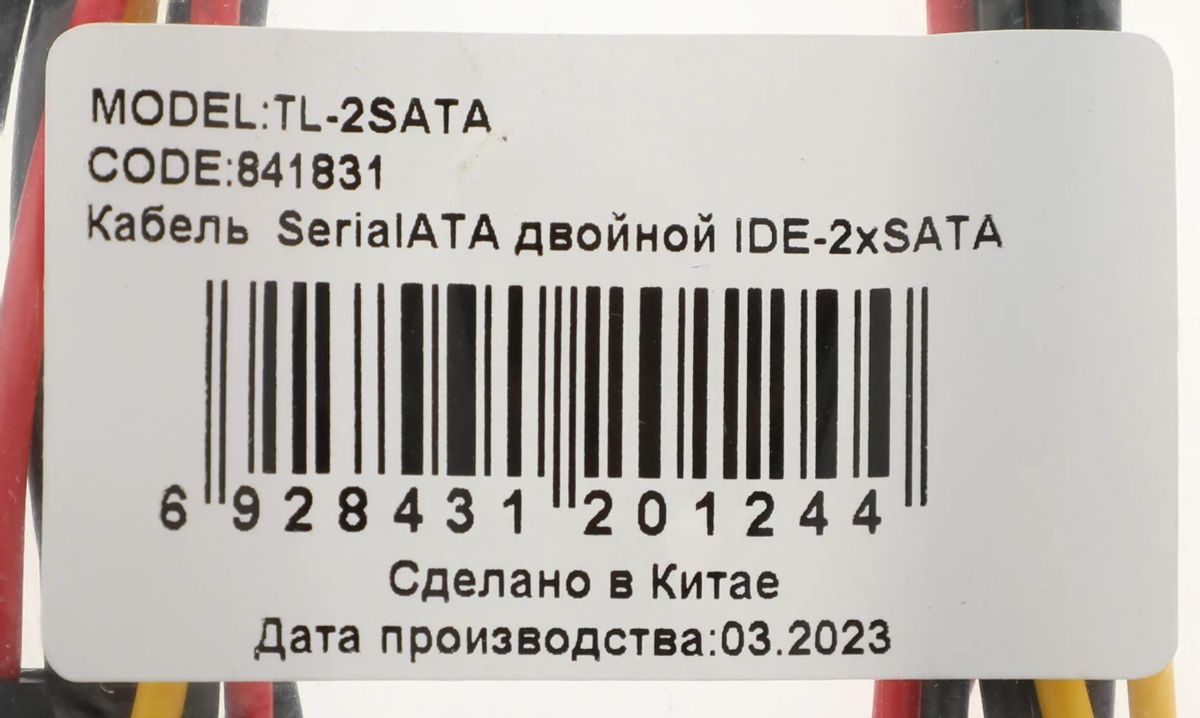 MODEL:TL-2SATA
CODE:841831
Кабель SerialATA двойной IDE-2xSATA
6 928431 201244
Сделано в Китае
Дата производства:03.2023